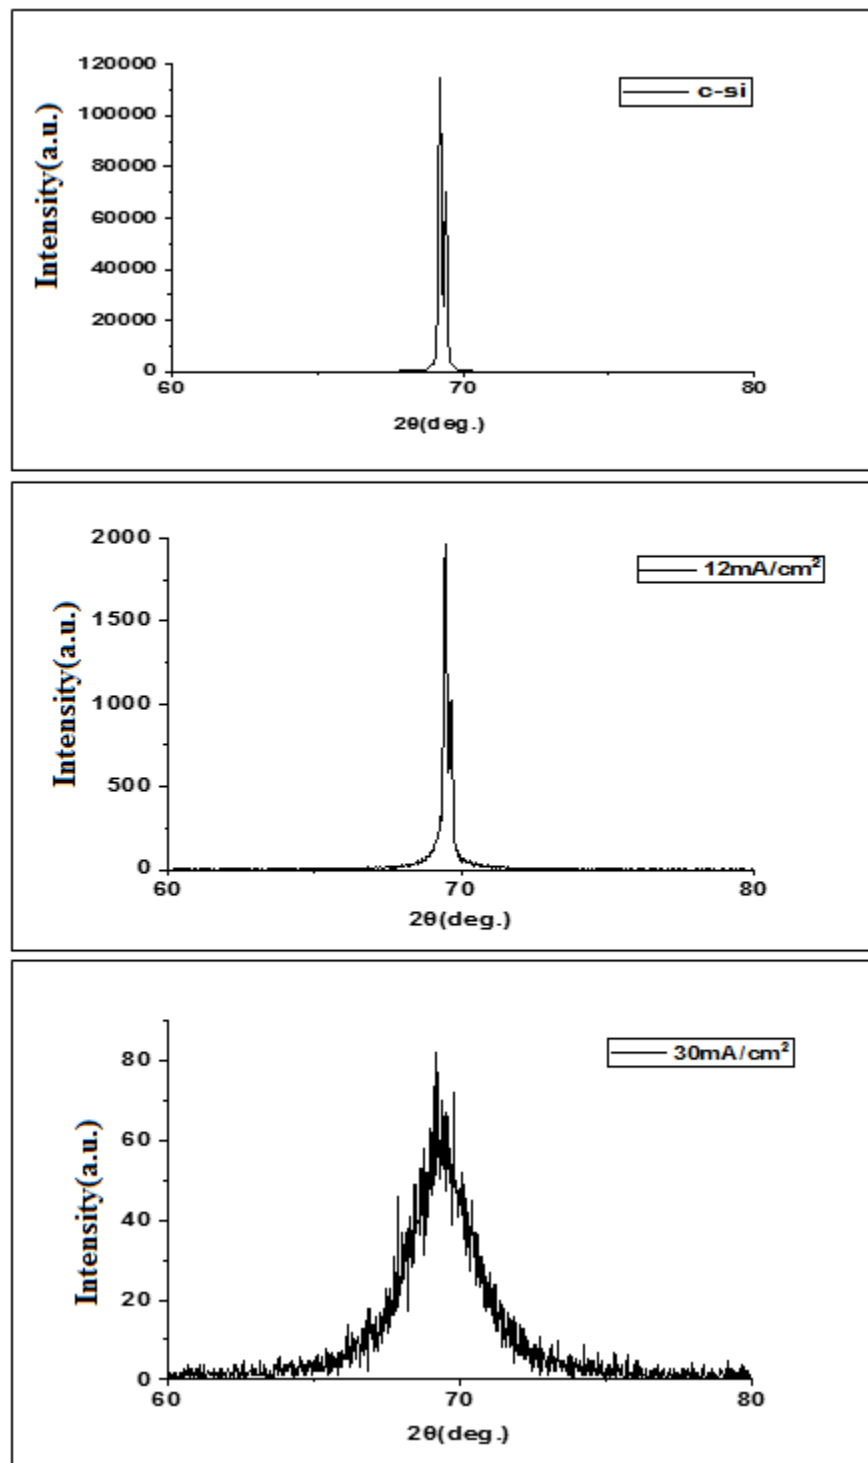 120000
100000
80000
60000
40000
20000
0
Intensity(a.u.)
c-si
60 70 80
2θ(deg.)
2000
1500
1000
500
0
Intensity(a.u.)
12mA/cm²
60 70 80
2θ(deg.)
80
60
40
20
0
Intensity(a.u.)
30mA/cm²
60 70 80
2θ(deg.)